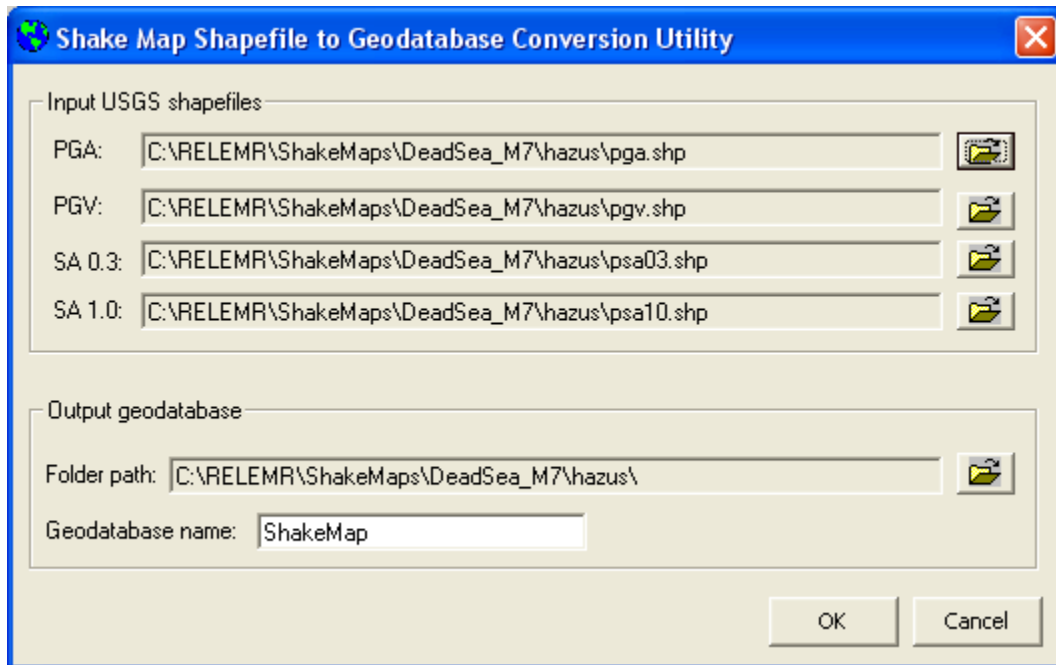 Shake Map Shapefile to Geodatabase Conversion Utility
Input USGS shapefiles
PGA: C:\RELEMR\ShakeMaps\DeadSea_M7\hazus\pga.shp
PGV: C:\RELEMR\ShakeMaps\DeadSea_M7\hazus\pgv.shp
SA 0.3: C:\RELEMR\ShakeMaps\DeadSea_M7\hazus\psa03.shp
SA 1.0: C:\RELEMR\ShakeMaps\DeadSea_M7\hazus\psa10.shp
Output geodatabase
Folder path: C:\RELEMR\ShakeMaps\DeadSea_M7\hazus\
Geodatabase name: ShakeMap
OK Cancel